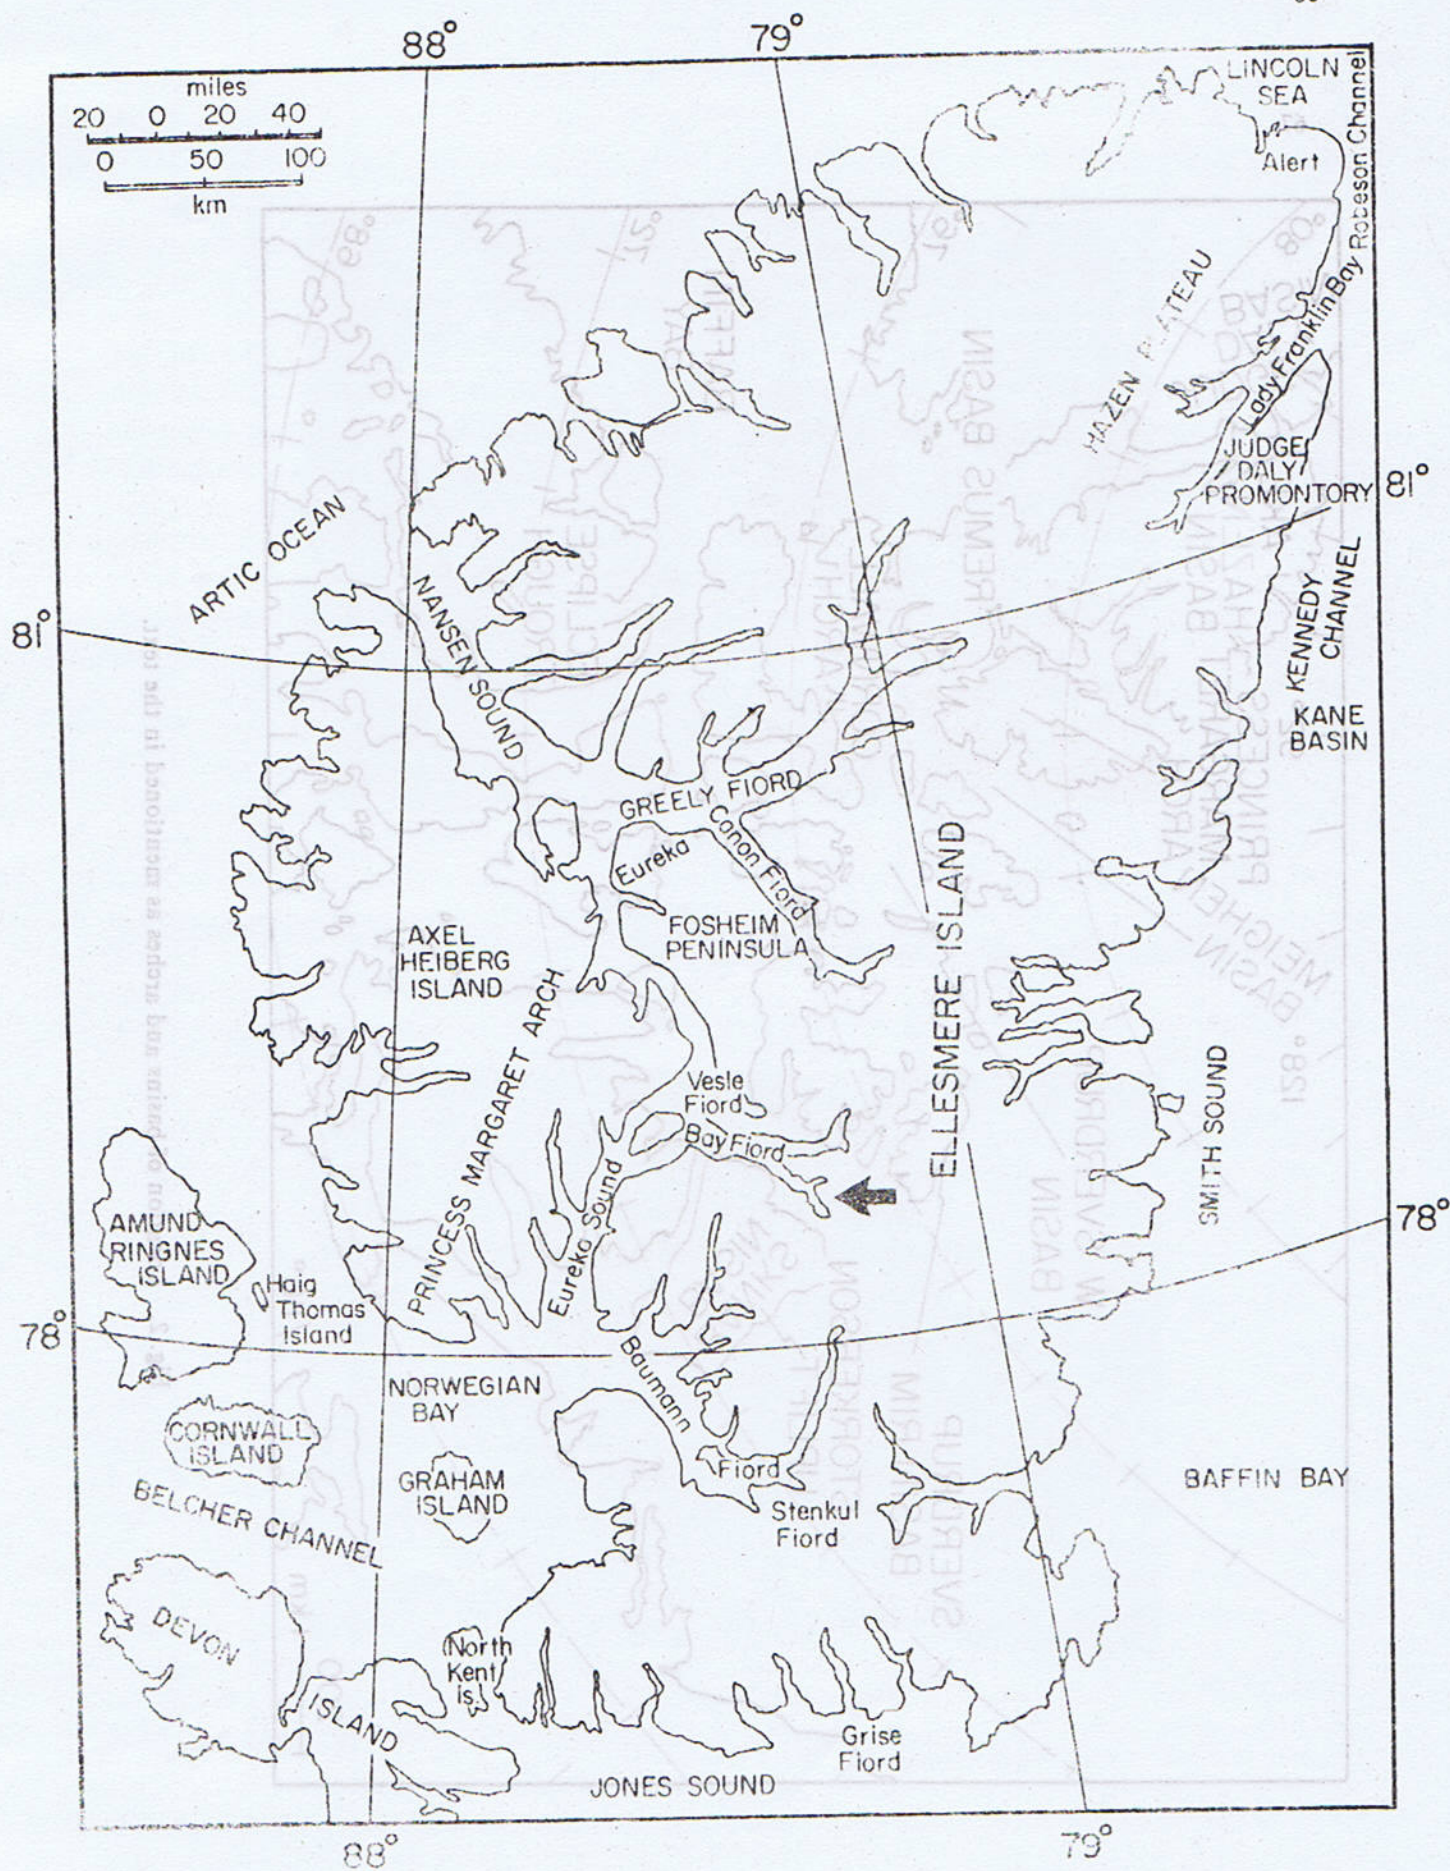 88°
79°
miles
20 0 20 40
0 50 100
km
LINCOLN
SEA
Alert
Robeson Channel
HAZEN PLATEAU
Lady Franklin Bay
JUDGE
DALY
PROMONTORY
81°
ARTIC OCEAN
NANSEN SOUND
KENNEDY
CHANNEL
81°
KANE
BASIN
GREELY FIORD
Canon Fiord
Eureka
FOSHEIM
PENINSULA
AXEL
HEIBERG
ISLAND
PRINCESS MARGARET ARCH
ELLESMERE ISLAND
Vesle
Fiord
Bay Fiord
SMITH SOUND
Eureka Sound
AMUND
RINGNES
ISLAND
Haig
Thomas
Island
78°
78°
Baumann
Fiord
NORWEGIAN
BAY
CORNWALL
ISLAND
GRAHAM
ISLAND
BAFFIN BAY
BELCHER CHANNEL
Stenkul
Fiord
DEVON
ISLAND
North
Kent
is.
Grise
Fiord
JONES SOUND
88°
79°